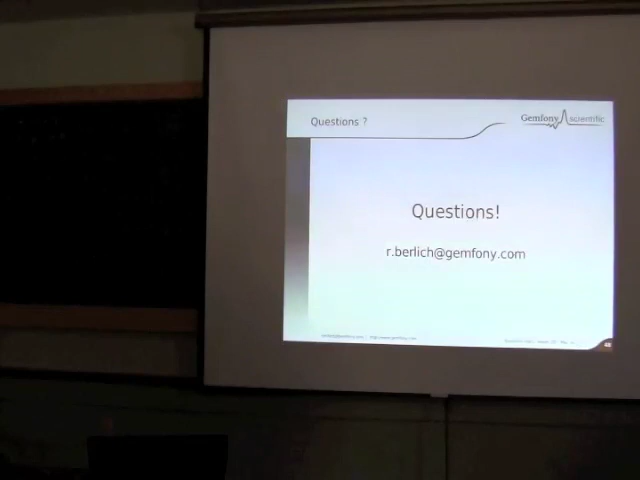 Questions ?
Gemfony scientific
Questions!
r.berlich@gemfony.com